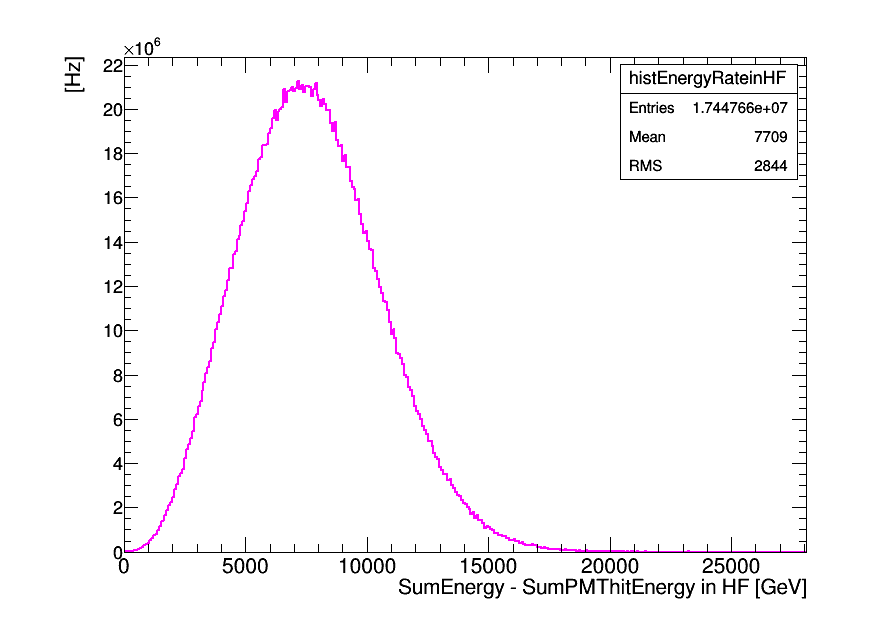 ×10⁶
[Hz]
22
20
18
16
14
12
10
8
6
4
2
0
histEnergyRateinHF
Entries 1.744766e+07
Mean 7709
RMS 2844
0 5000 10000 15000 20000 25000
SumEnergy - SumPMThitEnergy in HF [GeV]